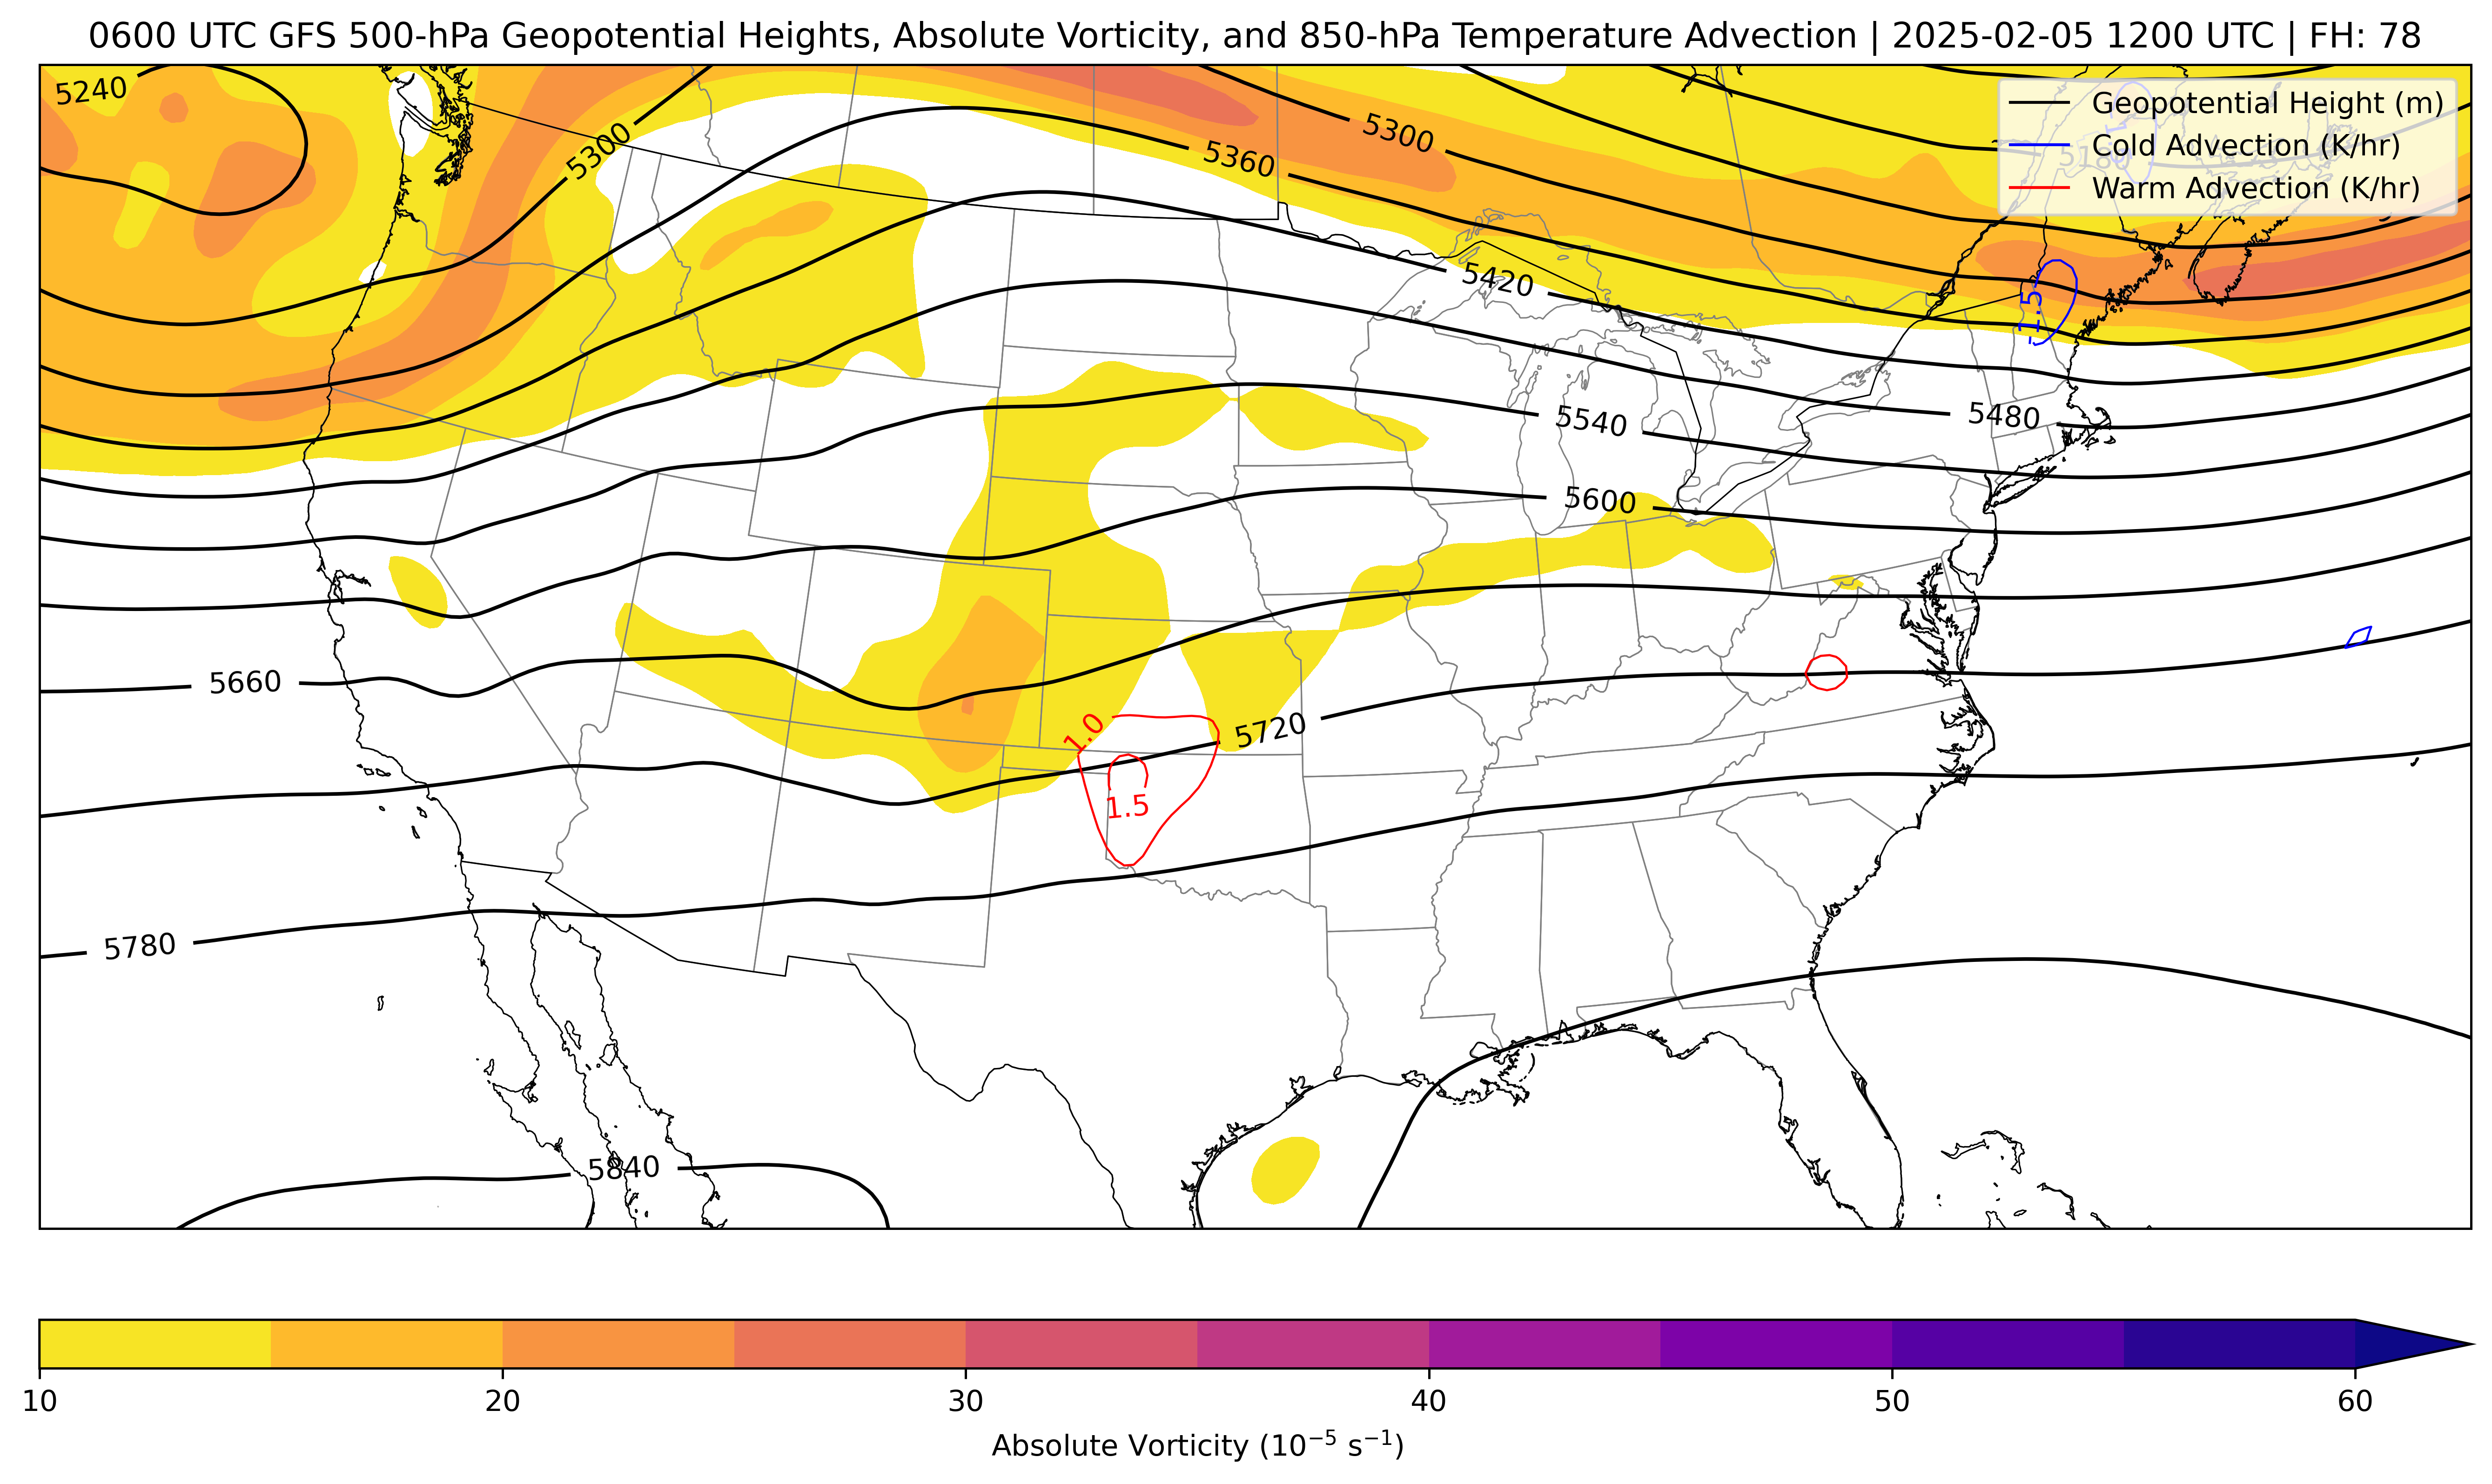 0600 UTC GFS 500-hPa Geopotential Heights, Absolute Vorticity, and 850-hPa Temperature Advection | 2025-02-05 1200 UTC | FH: 78
5240
Geopotential Height (m)
Cold Advection (K/hr)
Warm Advection (K/hr)
5300
5300
5360
5180
5420
-1.5
5480
5540
5600
5660
1.0
5720
1.5
5780
5840
10 20 30 40 50 60
Absolute Vorticity (10⁻⁵ s⁻¹)